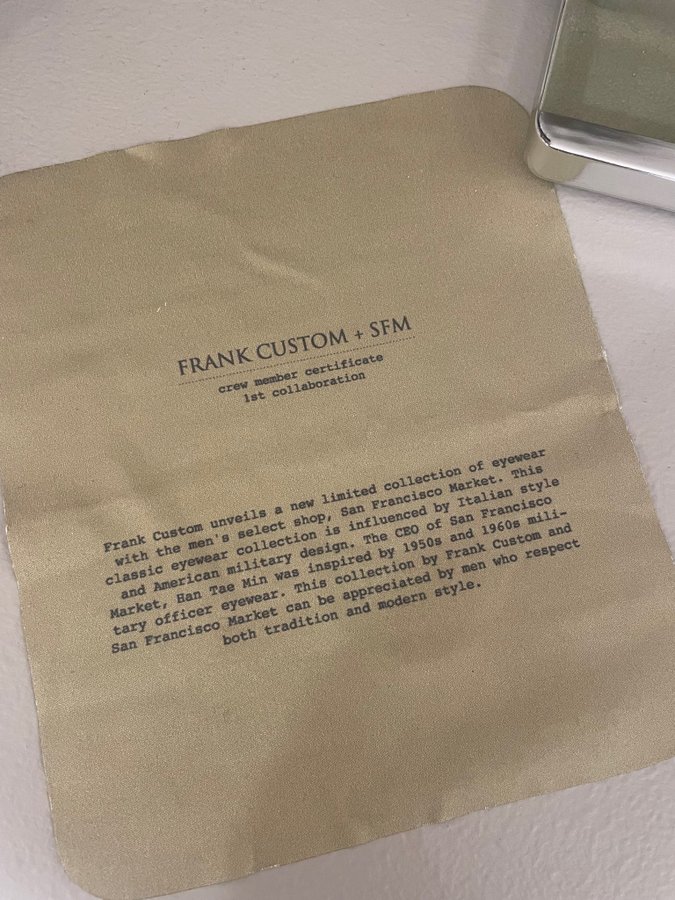 FRANK CUSTOM + SFM
crew member certificate
1st collaboration
Frank Custom unveils a new limited collection of eyewear
with the men's select shop, San Francisco Market. This
classic eyewear collection is influenced by Italian style
and American military design. The CEO of San Francisco
Market, Han Tae Min was inspired by 1950s and 1960s mili-
tary officer eyewear. This collection by Frank Custom and
San Francisco Market can be appreciated by men who respect
both tradition and modern style.